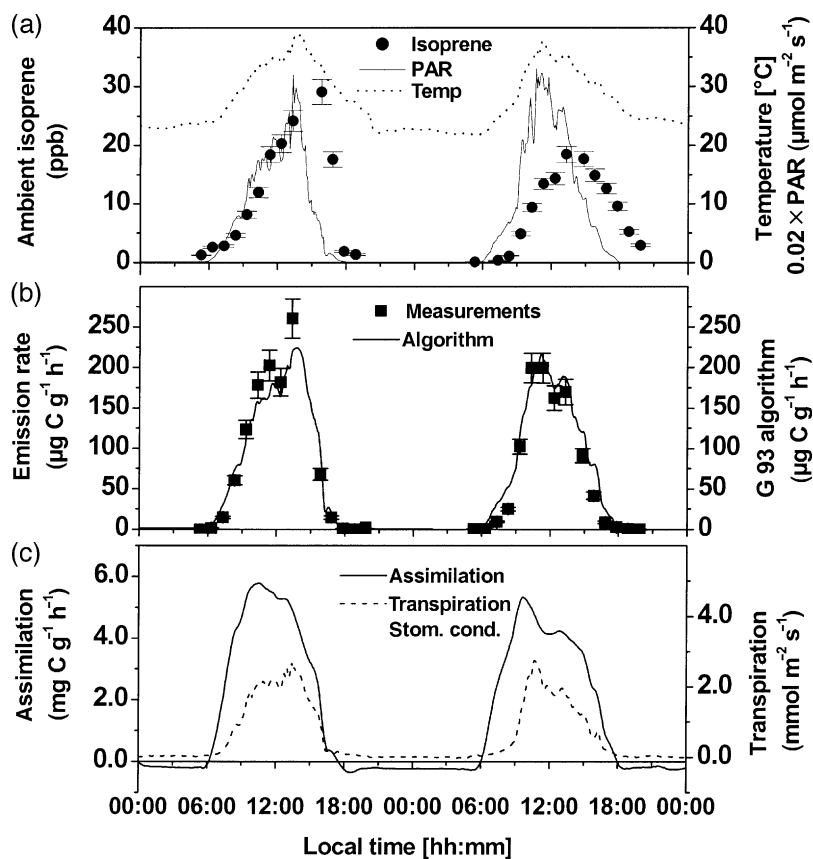 (a)
40
30
20
10
0
Ambient isoprene
(ppb)
Isoprene
PAR
Temp
40
30
20
10
0
Temperature [°C]
0.02 × PAR (µmol m⁻² s⁻¹)
(b)
250
200
150
100
50
0
Emission rate
(µg C g⁻¹ h⁻¹)
Measurements
Algorithm
250
200
150
100
50
0
G 93 algorithm
(µg C g⁻¹ h⁻¹)
(c)
6.0
4.0
2.0
0.0
Assimilation
(mg C g⁻¹ h⁻¹)
Assimilation
Transpiration
Stom. cond.
4.0
2.0
0.0
Transpiration
(mmol m⁻² s⁻¹)
00:00 06:00 12:00 18:00 00:00 06:00 12:00 18:00 00:00
Local time [hh:mm]